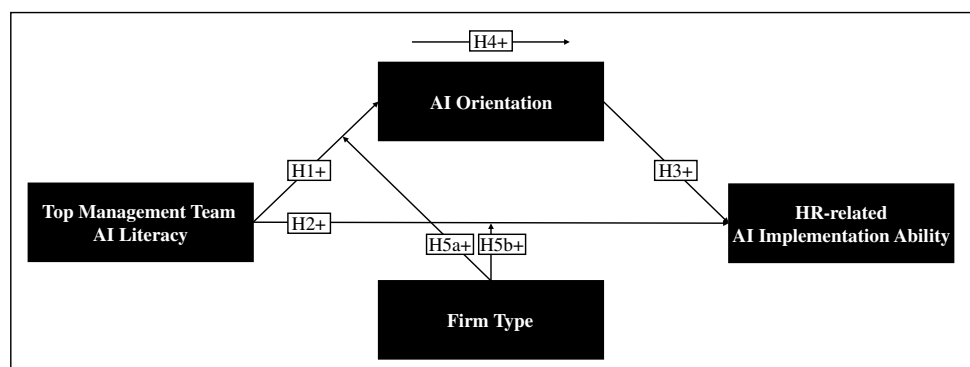 H4+
AI Orientation
H1+
H3+
Top Management Team
AI Literacy
H2+
HR-related
AI Implementation Ability
H5a+
H5b+
Firm Type